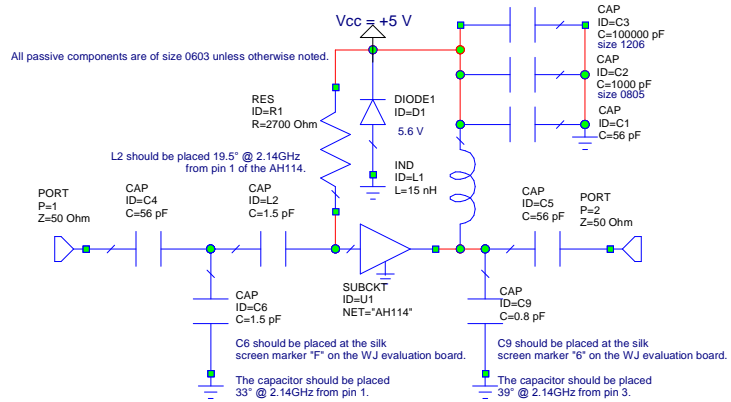 Vcc = +5 V
All passive components are of size 0603 unless otherwise noted.
CAP
ID=C3
C=100000 pF
size 1206
CAP
ID=C2
C=1000 pF
size 0805
CAP
ID=C1
C=56 pF
RES
ID=R1
R=2700 Ohm
DIODE1
ID=D1
5.6 V
L2 should be placed 19.5° @ 2.14GHz
from pin 1 of the AH114.
IND
ID=L1
L=15 nH
PORT
P=1
Z=50 Ohm
CAP
ID=C4
C=56 pF
CAP
ID=L2
C=1.5 pF
CAP
ID=C5
C=56 pF
PORT
P=2
Z=50 Ohm
CAP
ID=C6
C=1.5 pF
SUBCKT
ID=U1
NET="AH114"
CAP
ID=C9
C=0.8 pF
C6 should be placed at the silk
screen marker "F" on the WJ evaluation board.
The capacitor should be placed
33° @ 2.14GHz from pin 1.
C9 should be placed at the silk
screen marker "6" on the WJ evaluation board.
The capacitor should be placed
39° @ 2.14GHz from pin 3.